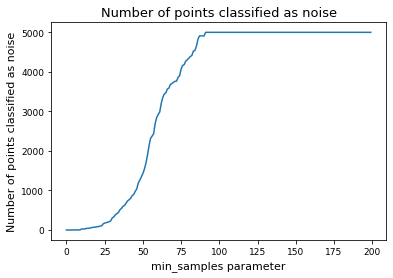 Number of points classified as noise
Number of points classified as noise
5000
4000
3000
2000
1000
0
0 25 50 75 100 125 150 175 200
min_samples parameter